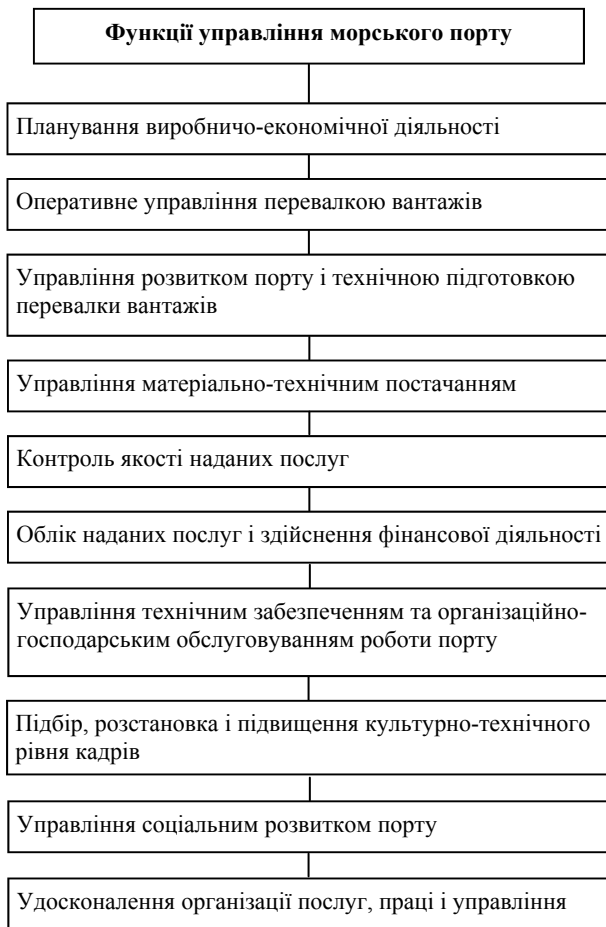 Функції управління морського порту
Планування виробничо-економічної діяльності
Оперативне управління перевалкою вантажів
Управління розвитком порту і технічною підготовкою
перевалки вантажів
Управління матеріально-технічним постачанням
Контроль якості наданих послуг
Облік наданих послуг і здійснення фінансової діяльності
Управління технічним забезпеченням та організаційно-
господарським обслуговуванням роботи порту
Підбір, розстановка і підвищення культурно-технічного
рівня кадрів
Управління соціальним розвитком порту
Удосконалення організації послуг, праці і управління